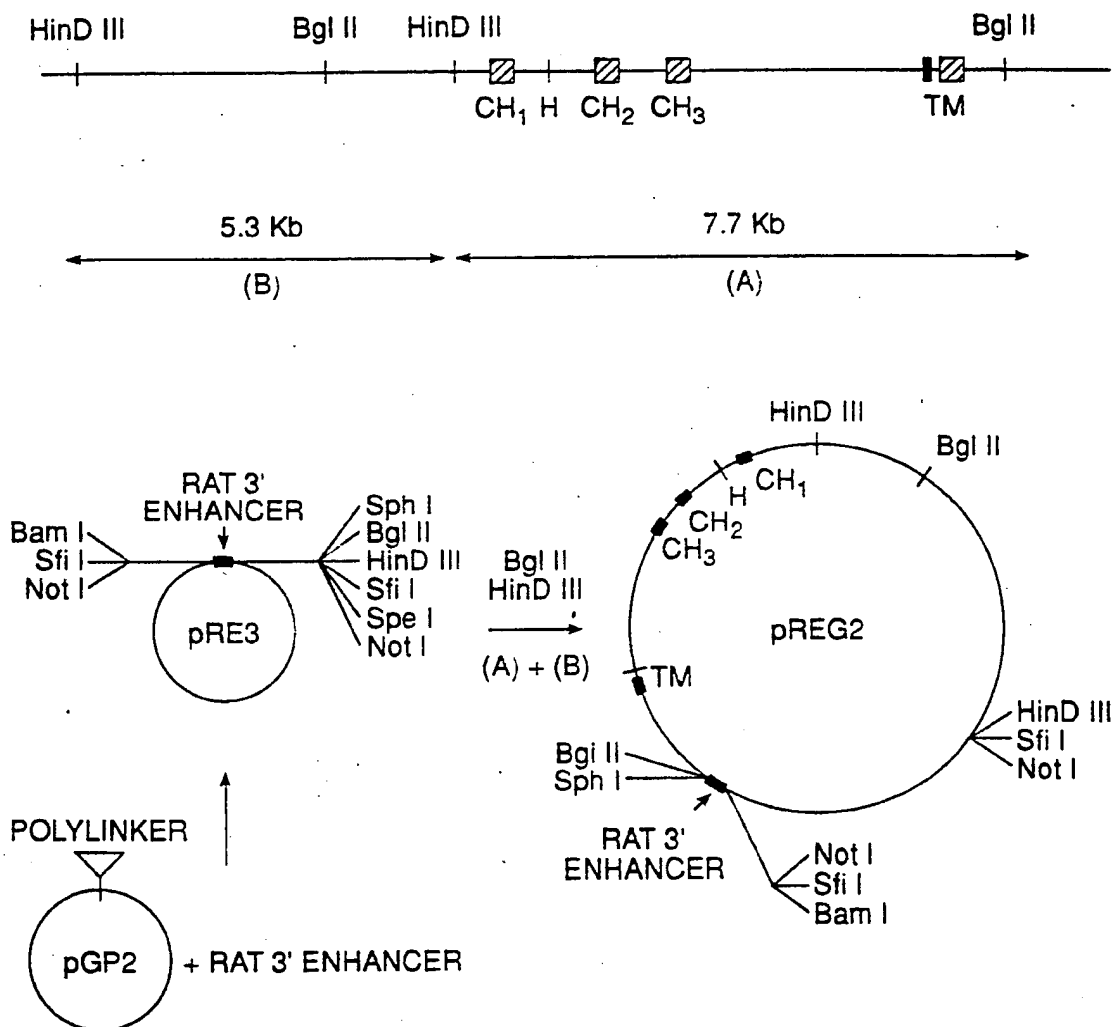 HinD III
Bgl II
HinD III
Bgl II
CH1
H
CH2
CH3
TM
5.3 Kb
7.7 Kb
(B)
(A)
RAT 3'
ENHANCER
Bam I
Sfi I
Not I
Sph I
Bgl II
HinD III
Sfi I
Spe I
Not I
pRE3
Bgl II
HinD III
(A) + (B)
HinD III
Bgl II
CH1
H
CH2
CH3
pREG2
TM
Bgl II
Sph I
HinD III
Sfi I
Not I
RAT 3'
ENHANCER
Not I
Sfi I
Bam I
POLYLINKER
pGP2
+ RAT 3' ENHANCER